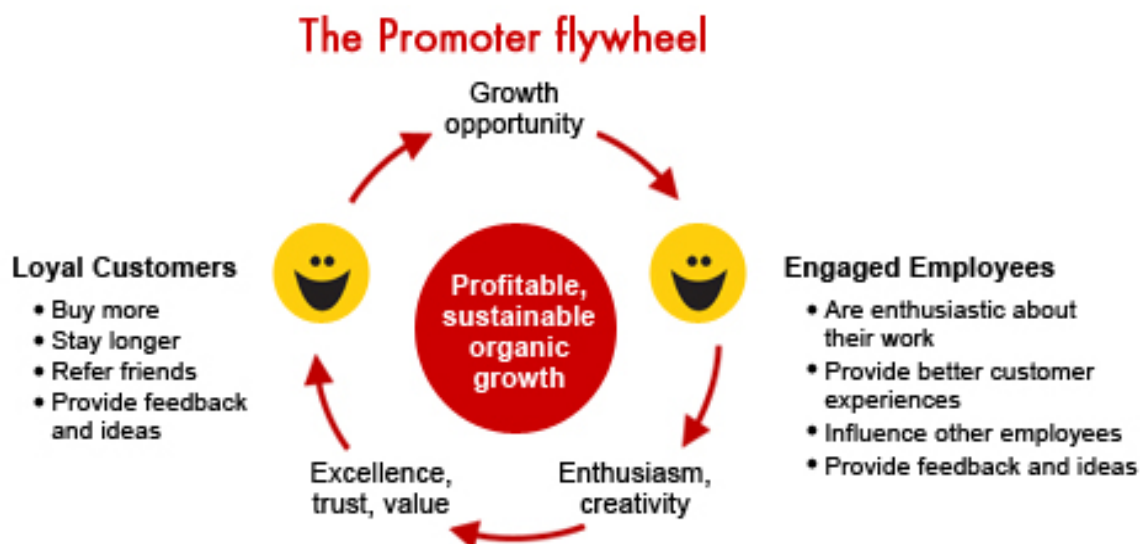 The Promoter flywheel
Growth
opportunity
Loyal Customers
• Buy more
• Stay longer
• Refer friends
• Provide feedback
and ideas
Profitable,
sustainable
organic
growth
Engaged Employees
• Are enthusiastic about
their work
• Provide better customer
experiences
• Influence other employees
• Provide feedback and ideas
Excellence,
trust, value
Enthusiasm,
creativity